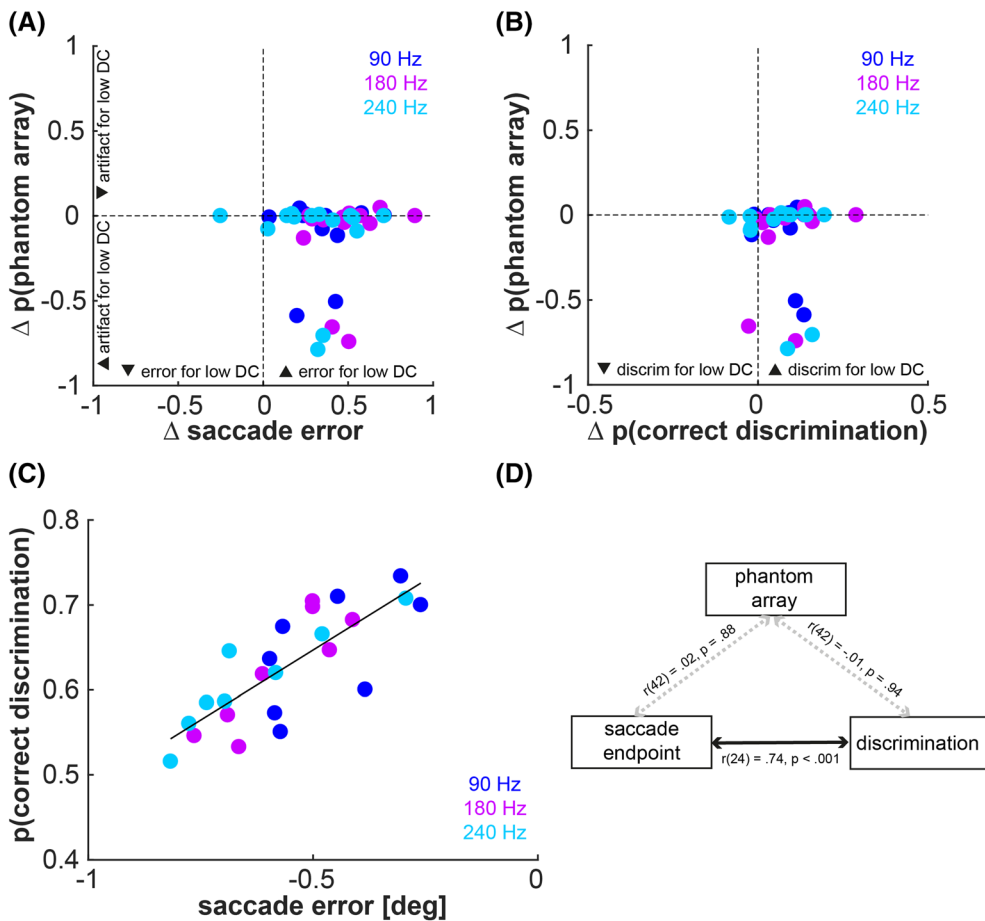 (A)
1
0.5
0
-0.5
-1
Δ p(phantom array)
▼ artifact for low DC
▲ artifact for low DC
90 Hz
180 Hz
240 Hz
▼ error for low DC
▲ error for low DC
-1
-0.5
0
0.5
1
Δ saccade error
(B)
1
0.5
0
-0.5
-1
Δ p(phantom array)
90 Hz
180 Hz
240 Hz
▼ discrim for low DC
▲ discrim for low DC
-0.5
0
0.5
Δ p(correct discrimination)
(C)
0.8
0.7
0.6
0.5
0.4
p(correct discrimination)
90 Hz
180 Hz
240 Hz
-1
-0.5
0
saccade error [deg]
(D)
phantom
array
r(42) = .02, p = .88
r(42) = -.01, p = .94
saccade
endpoint
discrimination
r(24) = .74, p < .001